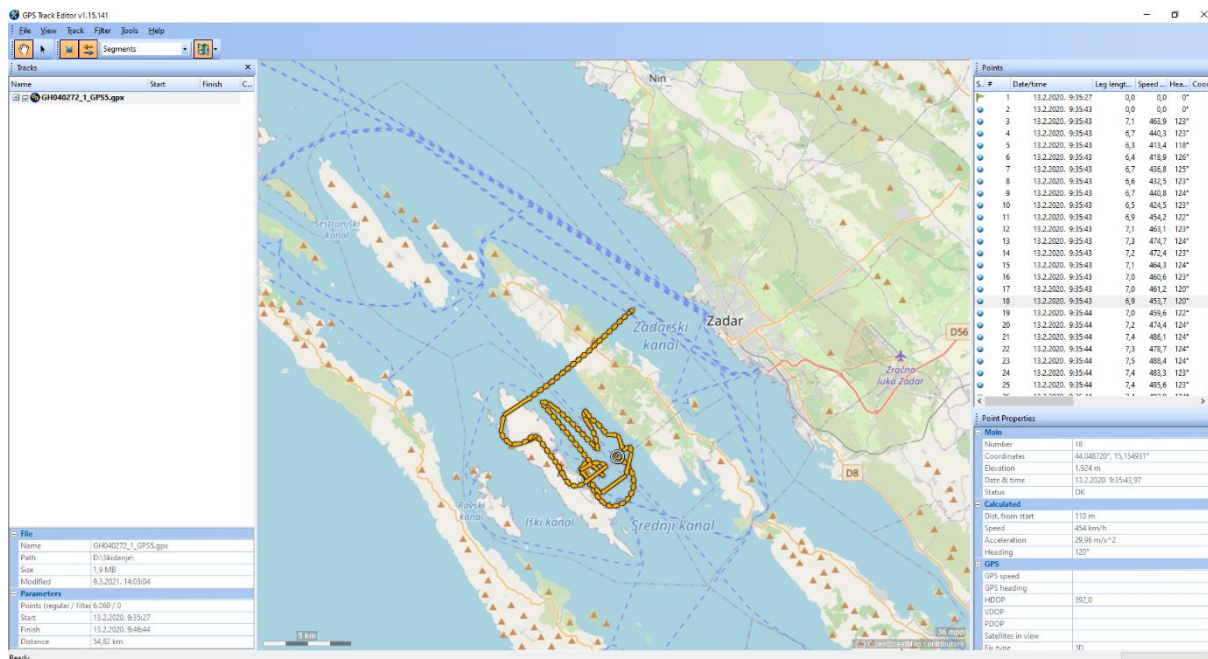 GPS Track Editor v1.15.141
File View Track Filter Tools Help
Segments
Tracks
Name Start Finish C...
GH040272_1_GPS5.gpx
File
Name GH040272_1_GPS5.gpx
Path D:\Skidanje\
Size 1,9 MB
Modified 9.3.2021. 14:03:04
Parameters
Points (regular / filte 6.060 / 0
Start 13.2.2020. 9:35:27
Finish 13.2.2020. 9:46:44
Distance 54,82 km
Ready
Nin
Sestrunjski
kanal
Zadarski
kanal
Zadar
D56
Zračna
luka Zadar
D8
Ravski
kanal
Iški kanal
Srednji kanal
5 km
36 mpp
(c) OpenStreetMap contributors
Points
S.. # Date/time Leg lengt... Speed ... Hea... Coor
1 13.2.2020. 9:35:27 0,0 0,0 0°
2 13.2.2020. 9:35:43 0,0 0,0 0°
3 13.2.2020. 9:35:43 7,1 463,9 123°
4 13.2.2020. 9:35:43 6,7 440,3 123°
5 13.2.2020. 9:35:43 6,3 413,4 118°
6 13.2.2020. 9:35:43 6,4 418,9 126°
7 13.2.2020. 9:35:43 6,7 436,8 125°
8 13.2.2020. 9:35:43 6,6 432,5 123°
9 13.2.2020. 9:35:43 6,7 440,8 124°
10 13.2.2020. 9:35:43 6,5 424,5 123°
11 13.2.2020. 9:35:43 6,9 454,2 122°
12 13.2.2020. 9:35:43 7,1 463,1 123°
13 13.2.2020. 9:35:43 7,3 474,7 124°
14 13.2.2020. 9:35:43 7,2 472,4 123°
15 13.2.2020. 9:35:43 7,1 464,3 124°
16 13.2.2020. 9:35:43 7,0 460,6 123°
17 13.2.2020. 9:35:43 7,0 461,2 120°
18 13.2.2020. 9:35:43 6,9 453,7 120°
19 13.2.2020. 9:35:44 7,0 459,6 122°
20 13.2.2020. 9:35:44 7,2 474,4 124°
21 13.2.2020. 9:35:44 7,4 486,1 124°
22 13.2.2020. 9:35:44 7,3 478,7 123°
23 13.2.2020. 9:35:44 7,5 488,4 124°
24 13.2.2020. 9:35:44 7,4 483,3 123°
25 13.2.2020. 9:35:44 7,4 485,6 123°
Point Properties
Main
Number 18
Coordinates 44,048720°, 15,154931°
Elevation 1.924 m
Date & time 13.2.2020. 9:35:43,97
Status OK
Calculated
Dist. from start 110 m
Speed 454 km/h
Acceleration 29,96 m/s^2
Heading 120°
GPS
GPS speed
GPS heading
HDOP 392,0
VDOP
PDOP
Satellites in view
Fix type 3D